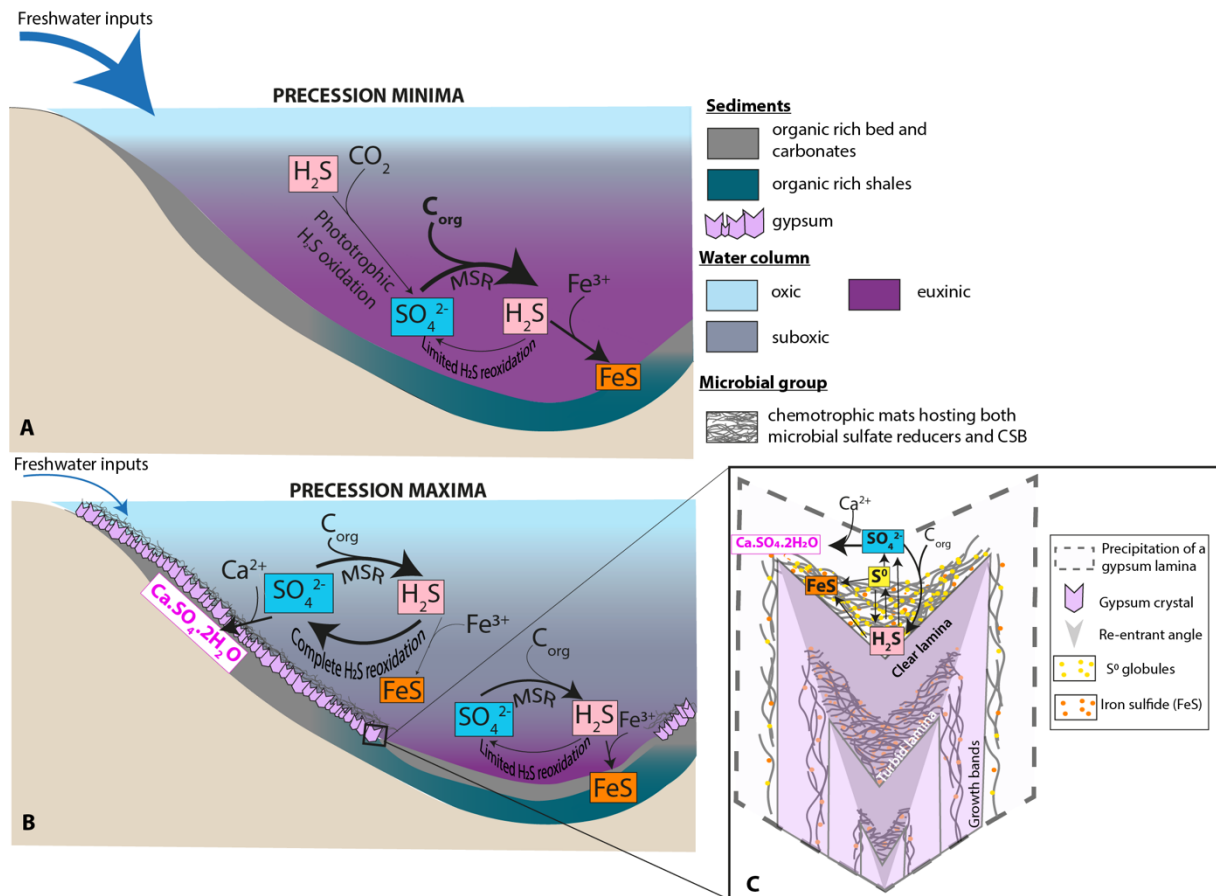 Freshwater inputs
PRECESSION MINIMA
H₂S
CO₂
Phototrophic
H₂S oxidation
C org
MSR
SO₄²⁻
H₂S
Fe³⁺
Limited H₂S reoxidation
FeS
A
Sediments
organic rich bed and
carbonates
organic rich shales
gypsum
Water column
oxic
euxinic
suboxic
Microbial group
chemotrophic mats hosting both
microbial sulfate reducers and CSB
Freshwater inputs
PRECESSION MAXIMA
C org
MSR
Ca²⁺
SO₄²⁻
H₂S
Ca.SO₄.2H₂O
Complete H₂S reoxidation
Fe³⁺
FeS
C org
MSR
SO₄²⁻
H₂S
Fe³⁺
Limited H₂S reoxidation
FeS
B
Ca²⁺
SO₄²⁻
C org
Ca.SO₄.2H₂O
S⁰
FeS
H₂S
Clear lamina
Turbid lamina
Growth bands
C
Precipitation of a
gypsum lamina
Gypsum crystal
Re-entrant angle
S⁰ globules
Iron sulfide (FeS)